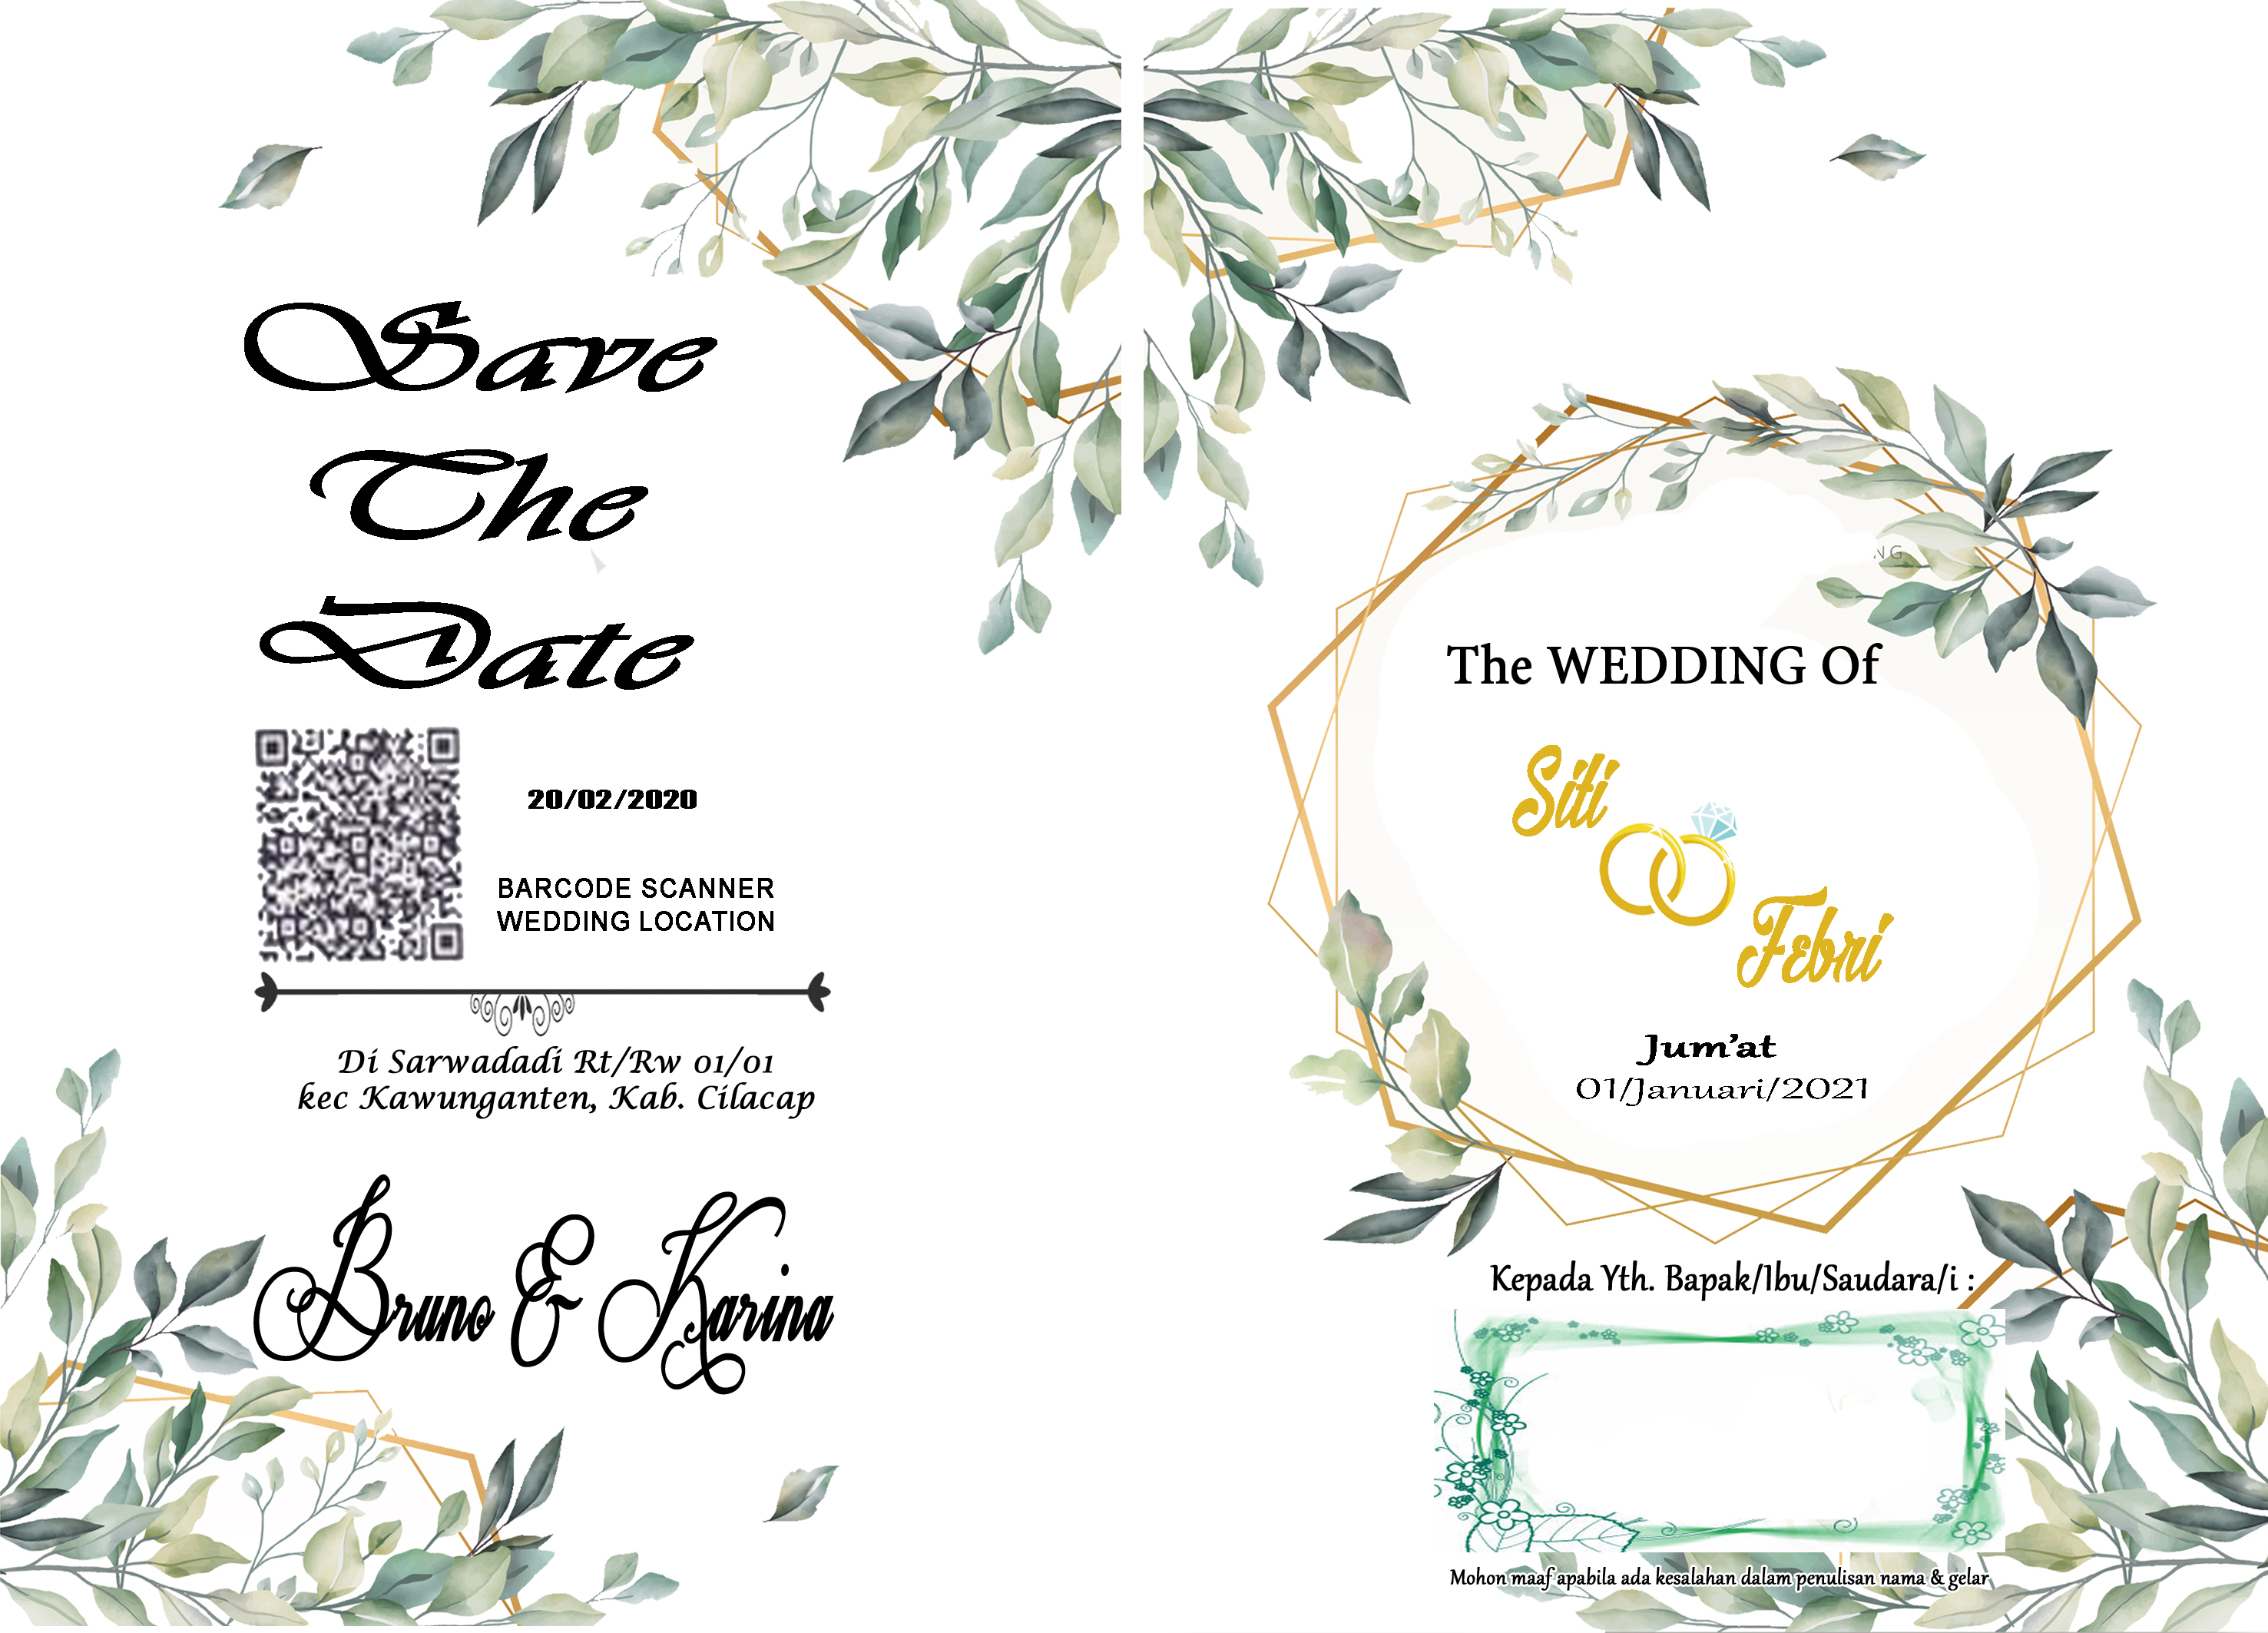 Save
The
Date
20/02/2020
BARCODE SCANNER
WEDDING LOCATION
Di Sarwadadi Rt/Rw 01/01
kec Kawunganten, Kab. Cilacap
Bruno & Karina
NG
The WEDDING Of
Siti
Febri
Jum'at
01/Januari/2021
Kepada Yth. Bapak/Ibu/Saudara/i :
Mohon maaf apabila ada kesalahan dalam penulisan nama & gelar